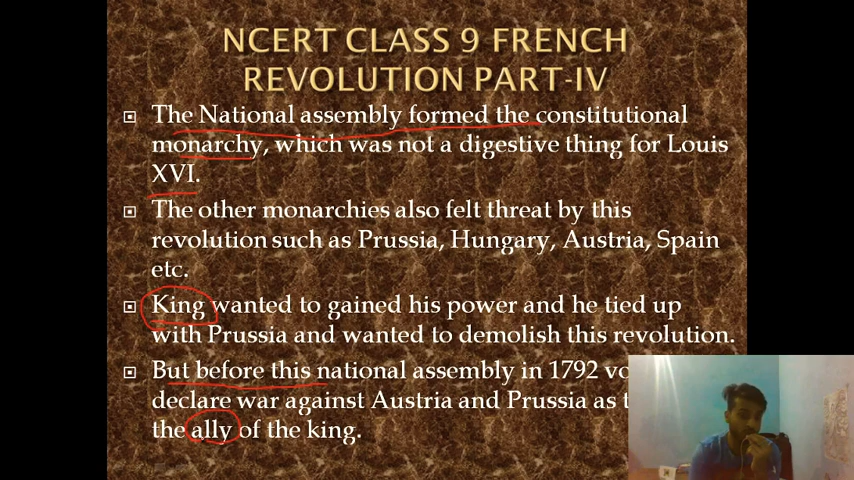 NCERT CLASS 9 FRENCH
REVOLUTION PART-IV
The National assembly formed the constitutional
monarchy, which was not a digestive thing for Louis
XVI.
The other monarchies also felt threat by this
revolution such as Prussia, Hungary, Austria, Spain
etc.
King wanted to gained his power and he tied up
with Prussia and wanted to demolish this revolution.
But before this national assembly in 1792
declare war against Austria and Prussia as
the ally of the king.